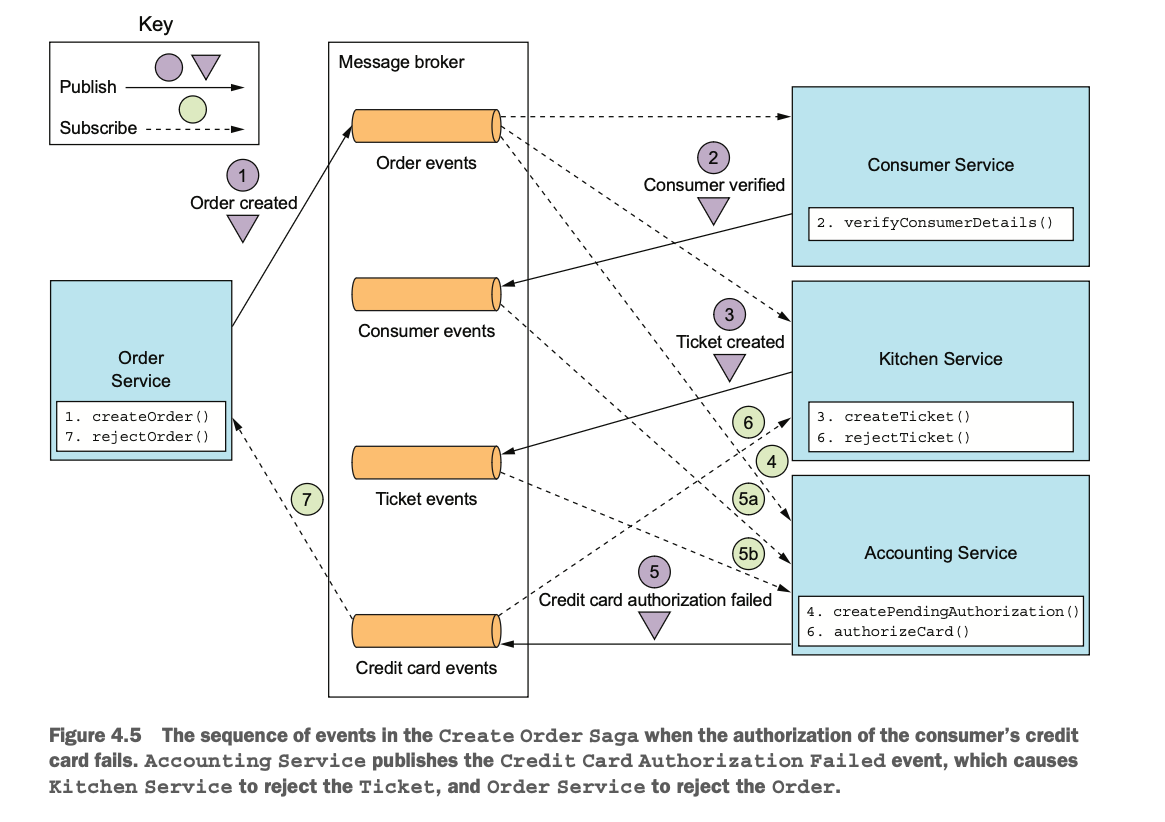 Key
Publish
Subscribe
Message broker
Order events
1
Order created
2
Consumer verified
Consumer Service
2. verifyConsumerDetails()
Consumer events
3
Ticket created
Kitchen Service
3. createTicket()
6. rejectTicket()
Order
Service
1. createOrder()
7. rejectOrder()
6
4
Ticket events
7
5a
5b
Accounting Service
4. createPendingAuthorization()
6. authorizeCard()
5
Credit card authorization failed
Credit card events
Figure 4.5 The sequence of events in the Create Order Saga when the authorization of the consumer's credit
card fails. Accounting Service publishes the Credit Card Authorization Failed event, which causes
Kitchen Service to reject the Ticket, and Order Service to reject the Order.